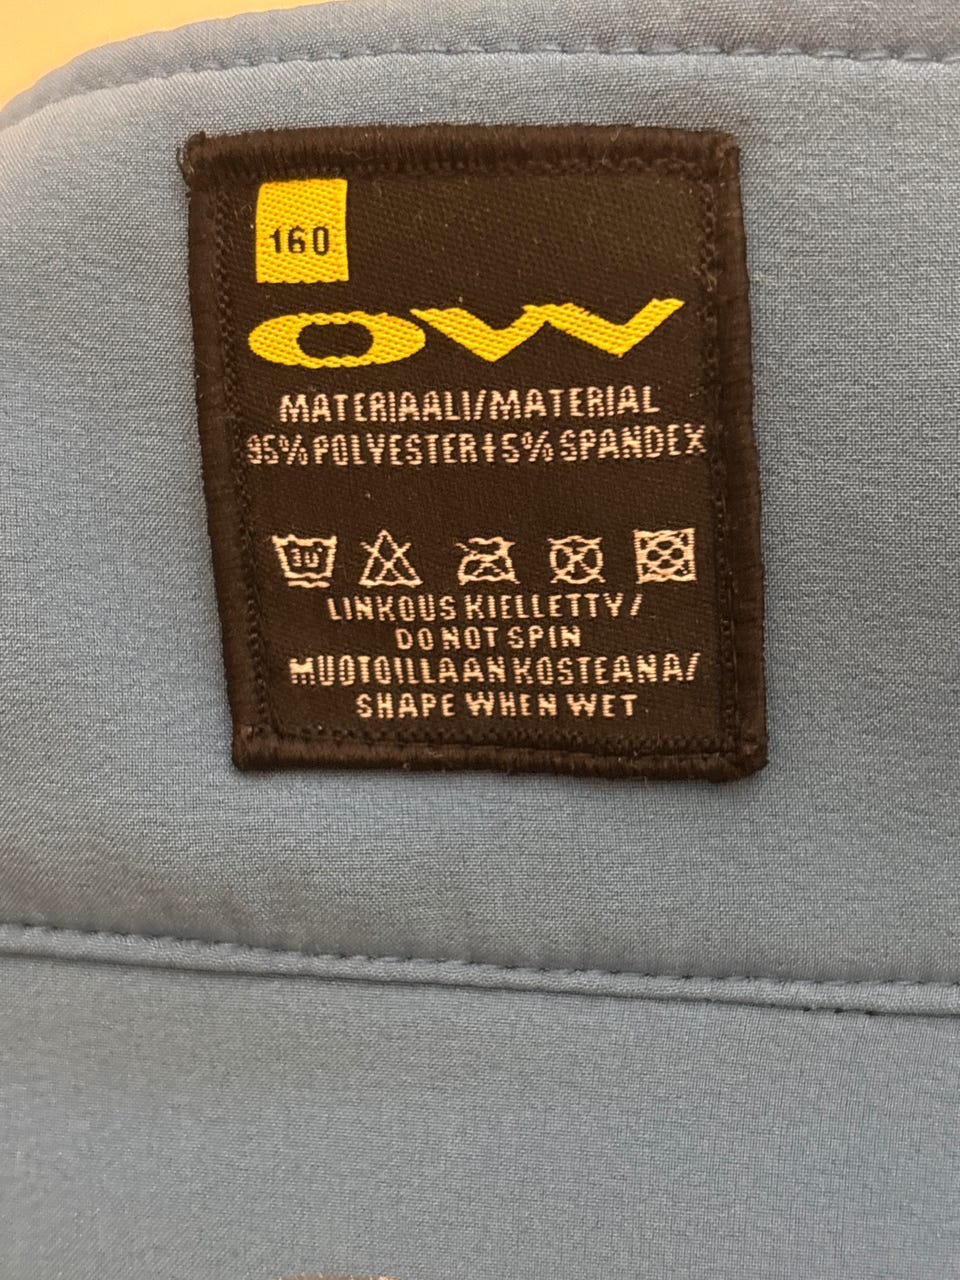 160
OW
MATERIAALI/MATERIAL
95% POLYESTER+5% SPANDEX
30°
LINKOUS KIELLETTY/
DO NOT SPIN
MUOTOILLAAN KOSTEANA/
SHAPE WHEN WET